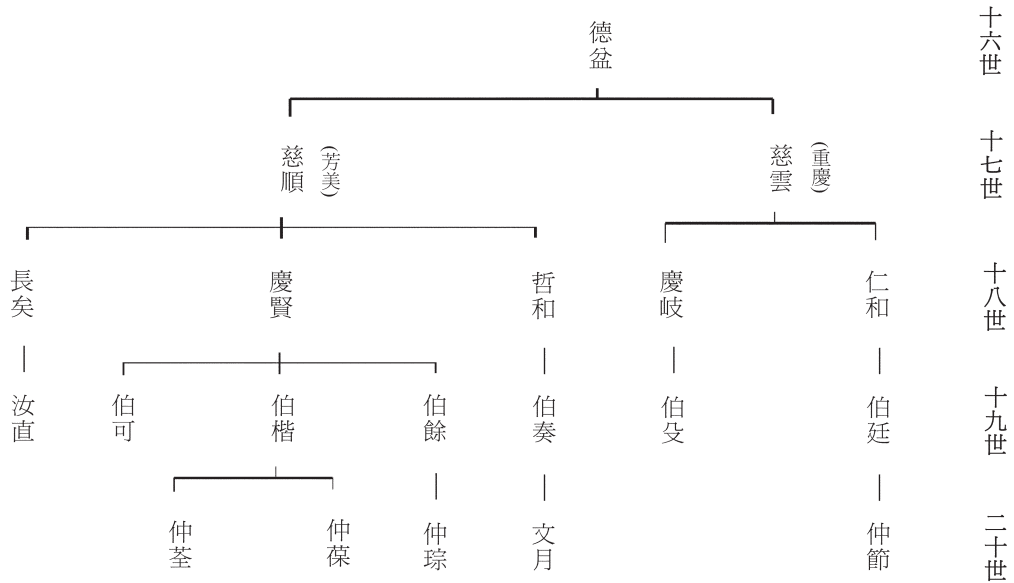 十六世
德盆
十七世
(重慶)
慈雲
(芳美)
慈順
十八世
仁和
慶岐
哲和
慶賢
長矣
十九世
伯廷
伯殳
伯奏
伯餘
伯楷
伯可
汝直
二十世
仲節
文月
仲琮
仲葆
仲荃